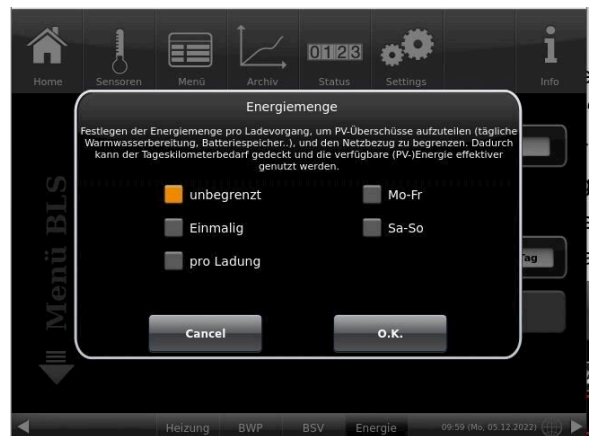 Home Sensoren Menü Archiv Status Settings Info
0123
Energiemenge
Festlegen der Energiemenge pro Ladevorgang, um PV-Überschüsse aufzuteilen (tägliche
Warmwasserbereitung, Batteriespeicher..), und den Netzbezug zu begrenzen. Dadurch
kann der Tageskilometerbedarf gedeckt und die verfügbare (PV-)Energie effektiver
genutzt werden.
unbegrenzt Mo-Fr
Einmalig Sa-So
pro Ladung
Cancel O.K.
Menü BLS
Tag
Heizung BWP BSV Energie 09:59 (Mo, 05.12.2022)